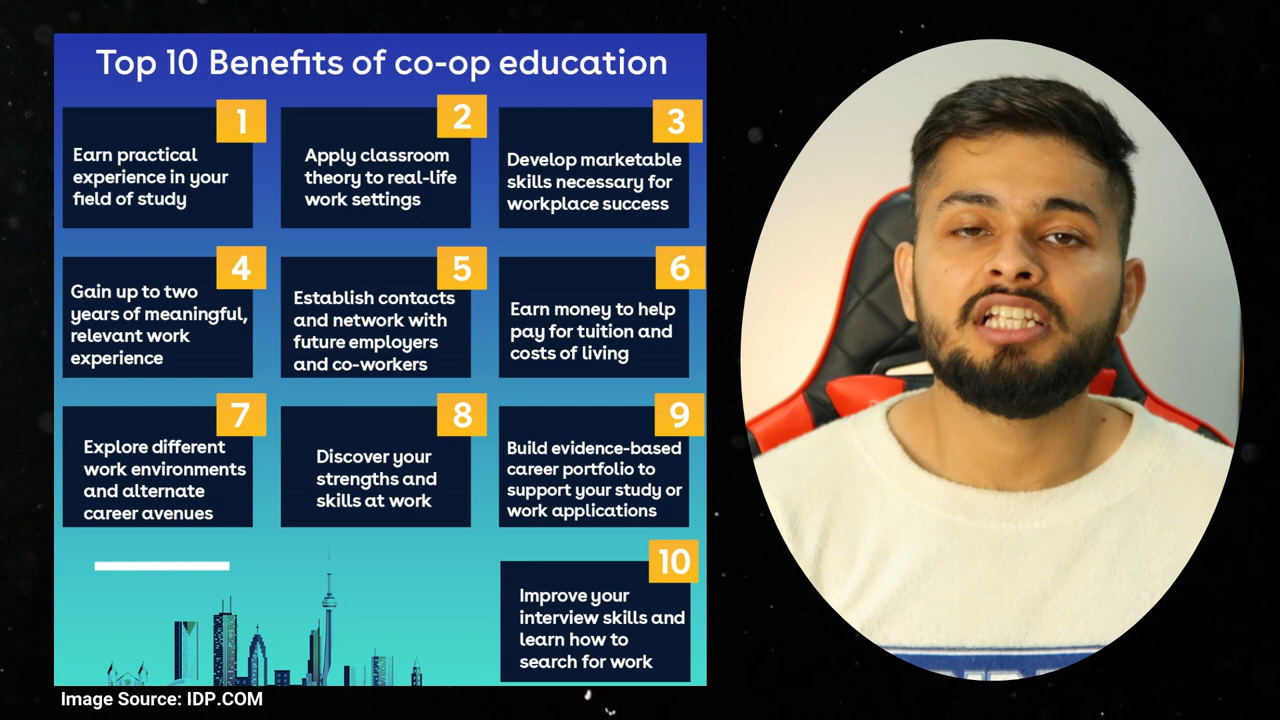 Top 10 Benefits of co-op education
1
Earn practical
experience in your
field of study
2
Apply classroom
theory to real-life
work settings
3
Develop marketable
skills necessary for
workplace success
4
Gain up to two
years of meaningful,
relevant work
experience
5
Establish contacts
and network with
future employers
and co-workers
6
Earn money to help
pay for tuition and
costs of living
7
Explore different
work environments
and alternate
career avenues
8
Discover your
strengths and
skills at work
9
Build evidence-based
career portfolio to
support your study or
work applications
10
Improve your
interview skills and
learn how to
search for work
Image Source: IDP.COM